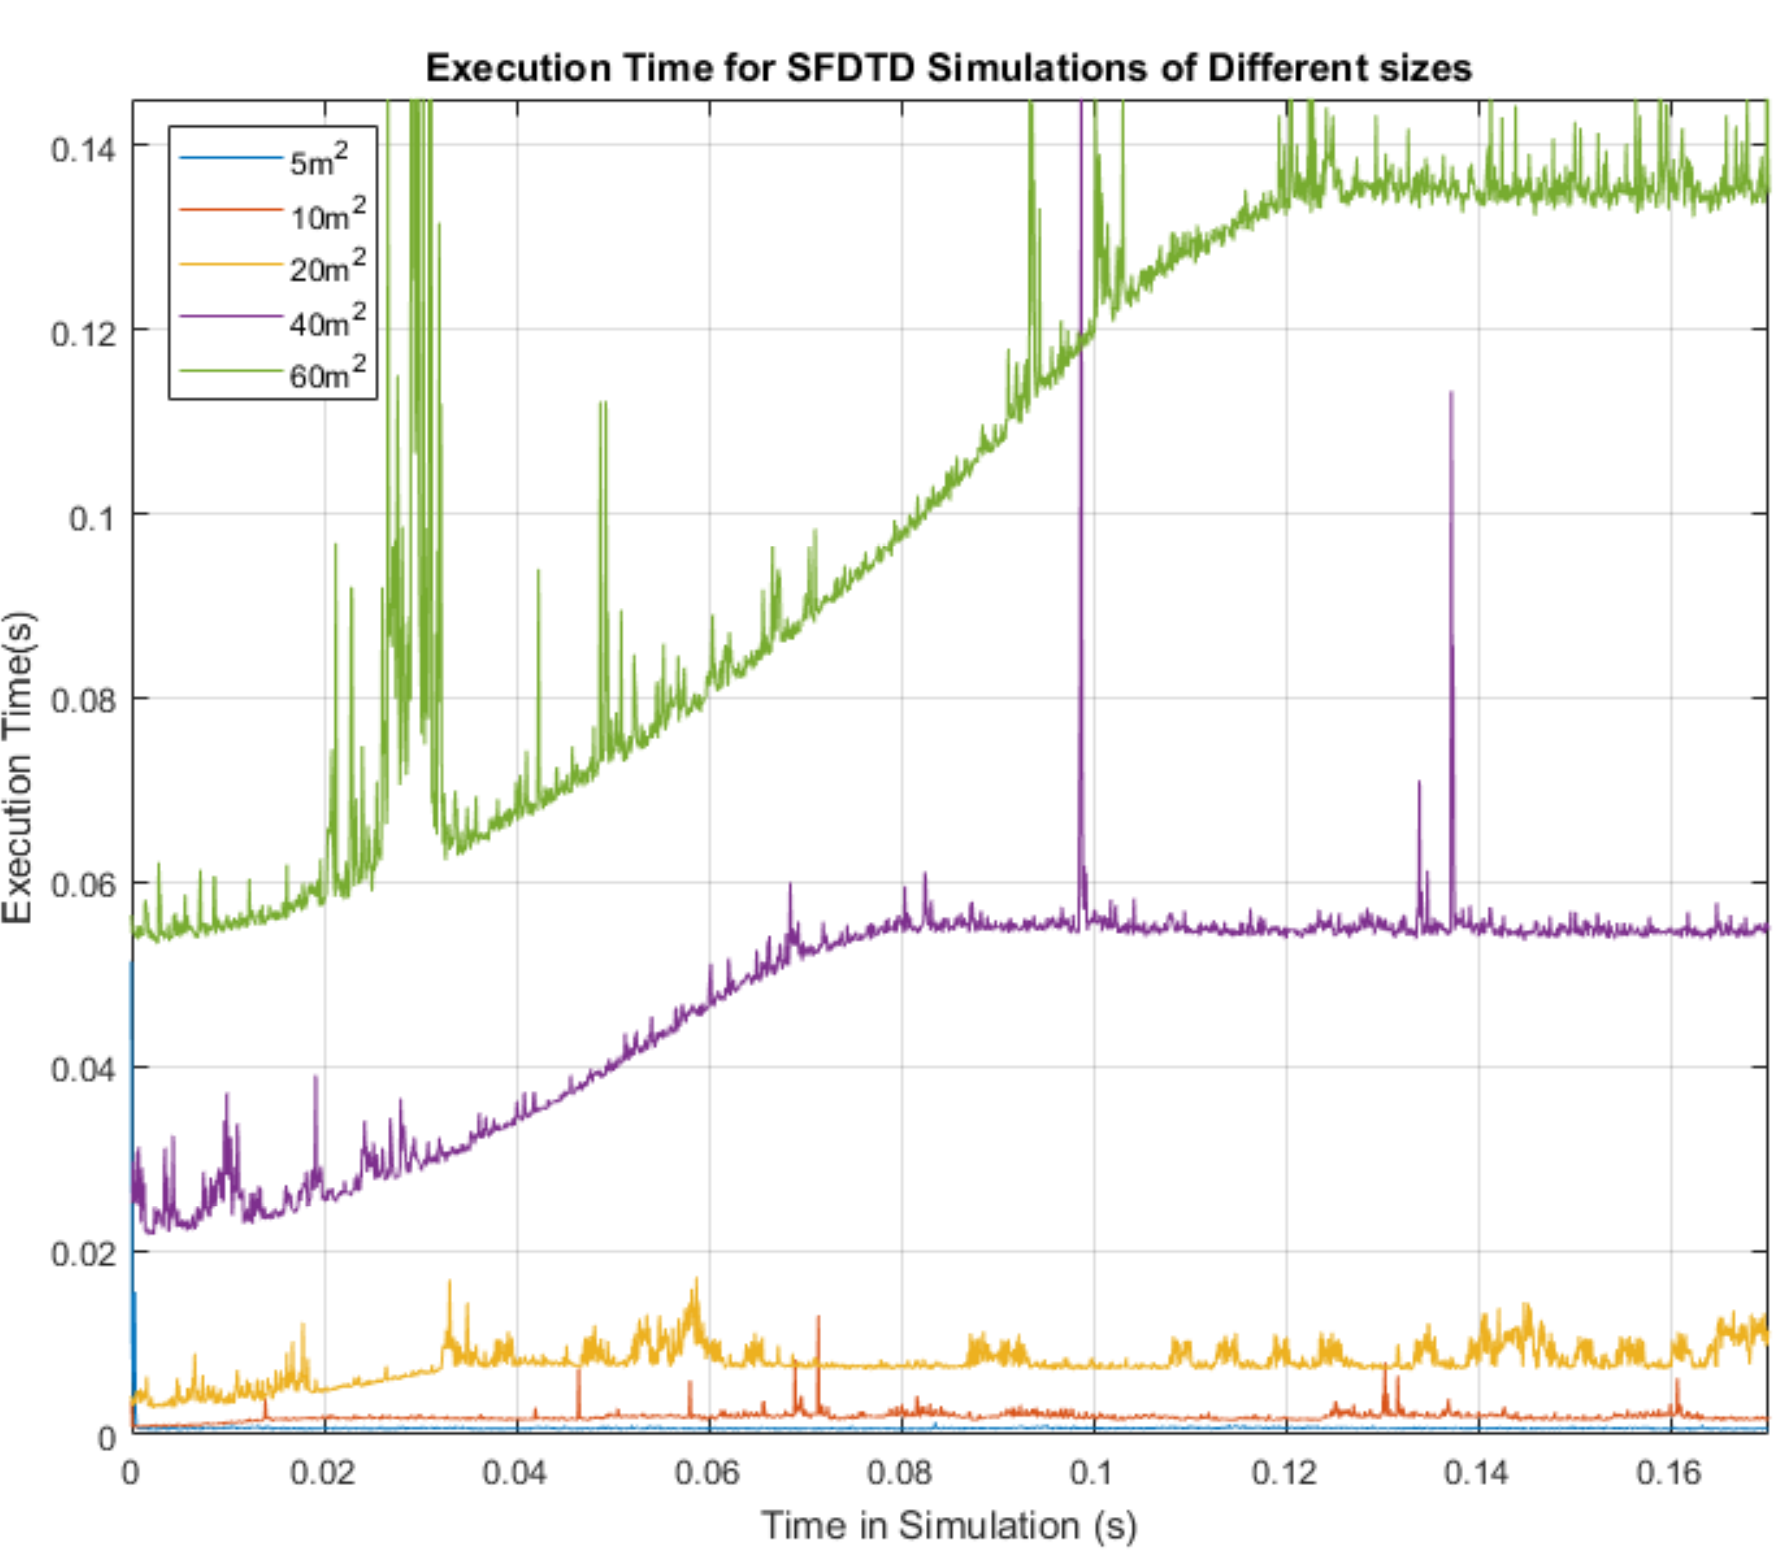 Execution Time for SFDTD Simulations of Different sizes
5m²
10m²
20m²
40m²
60m²
Execution Time(s)
0.14
0.12
0.1
0.08
0.06
0.04
0.02
0
0 0.02 0.04 0.06 0.08 0.1 0.12 0.14 0.16
Time in Simulation (s)